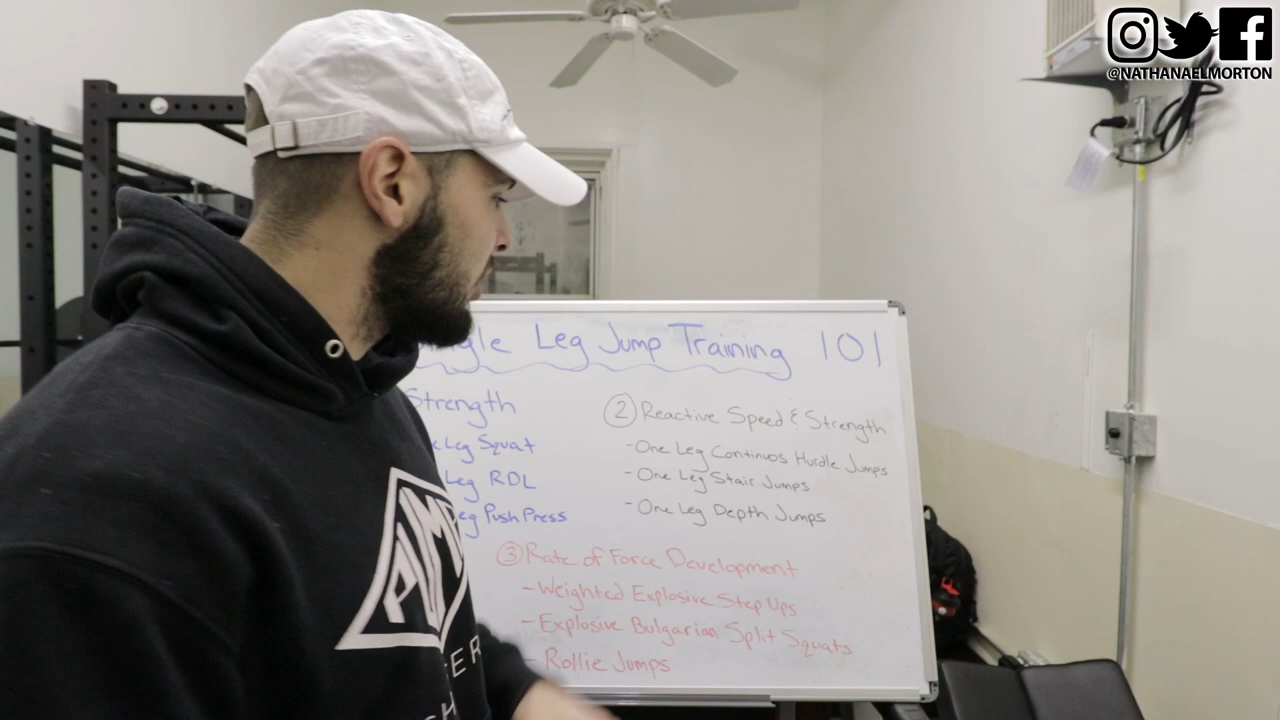 @NATHANAELMORTON
Leg Jump Training 101
Strength
Leg Squat
Leg RDL
Leg Push Press
② Reactive Speed & Strength
- One Leg Continuos Hurdle Jumps
- One Leg Stair Jumps
- One Leg Depth Jumps
③ Rate of Force Development
- Weighted Explosive Step Ups
- Explosive Bulgarian Split Squats
- Rollie Jumps